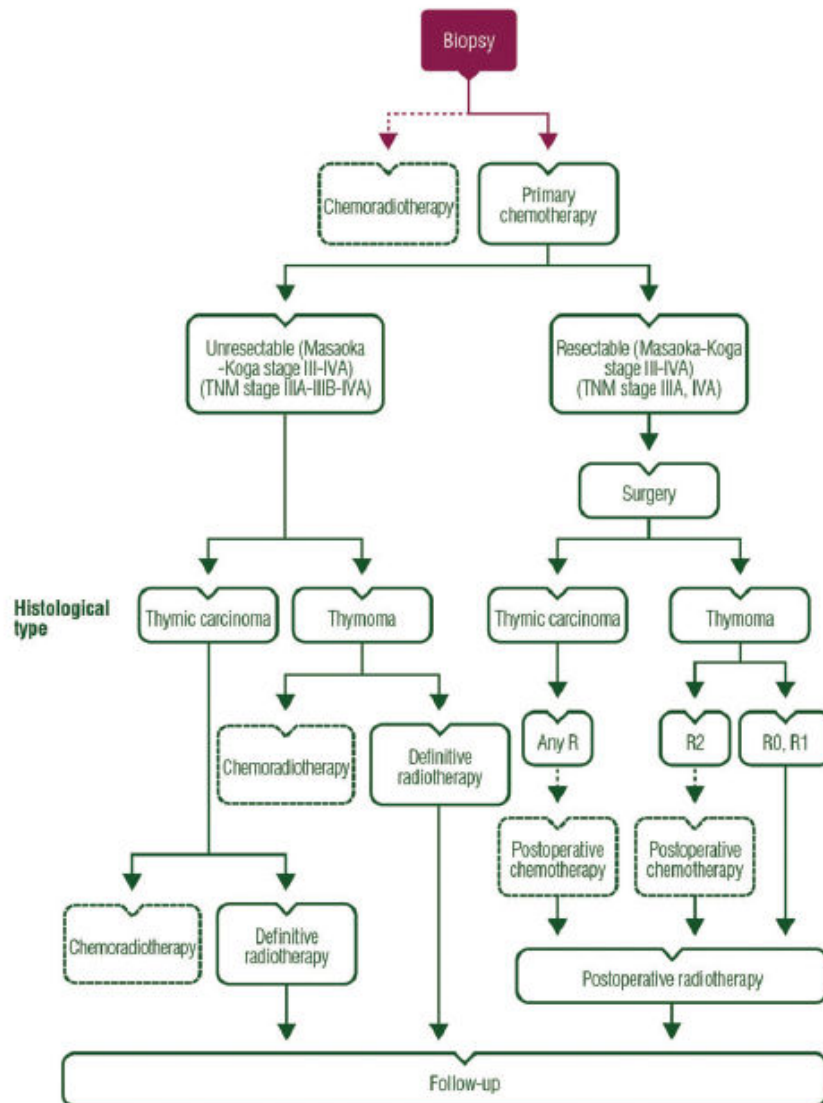 Biopsy
Chemoradiotherapy
Primary
chemotherapy
Unresectable (Masaoka
-Koga stage III-IVA)
(TNM stage IIIA-IIIB-IVA)
Resectable (Masaoka-Koga
stage III-IVA)
(TNM stage IIIA, IVA)
Surgery
Histological
type
Thymic carcinoma
Thymoma
Thymic carcinoma
Thymoma
Chemoradiotherapy
Definitive
radiotherapy
Any R
R2
R0, R1
Postoperative
chemotherapy
Postoperative
chemotherapy
Chemoradiotherapy
Definitive
radiotherapy
Postoperative radiotherapy
Follow-up